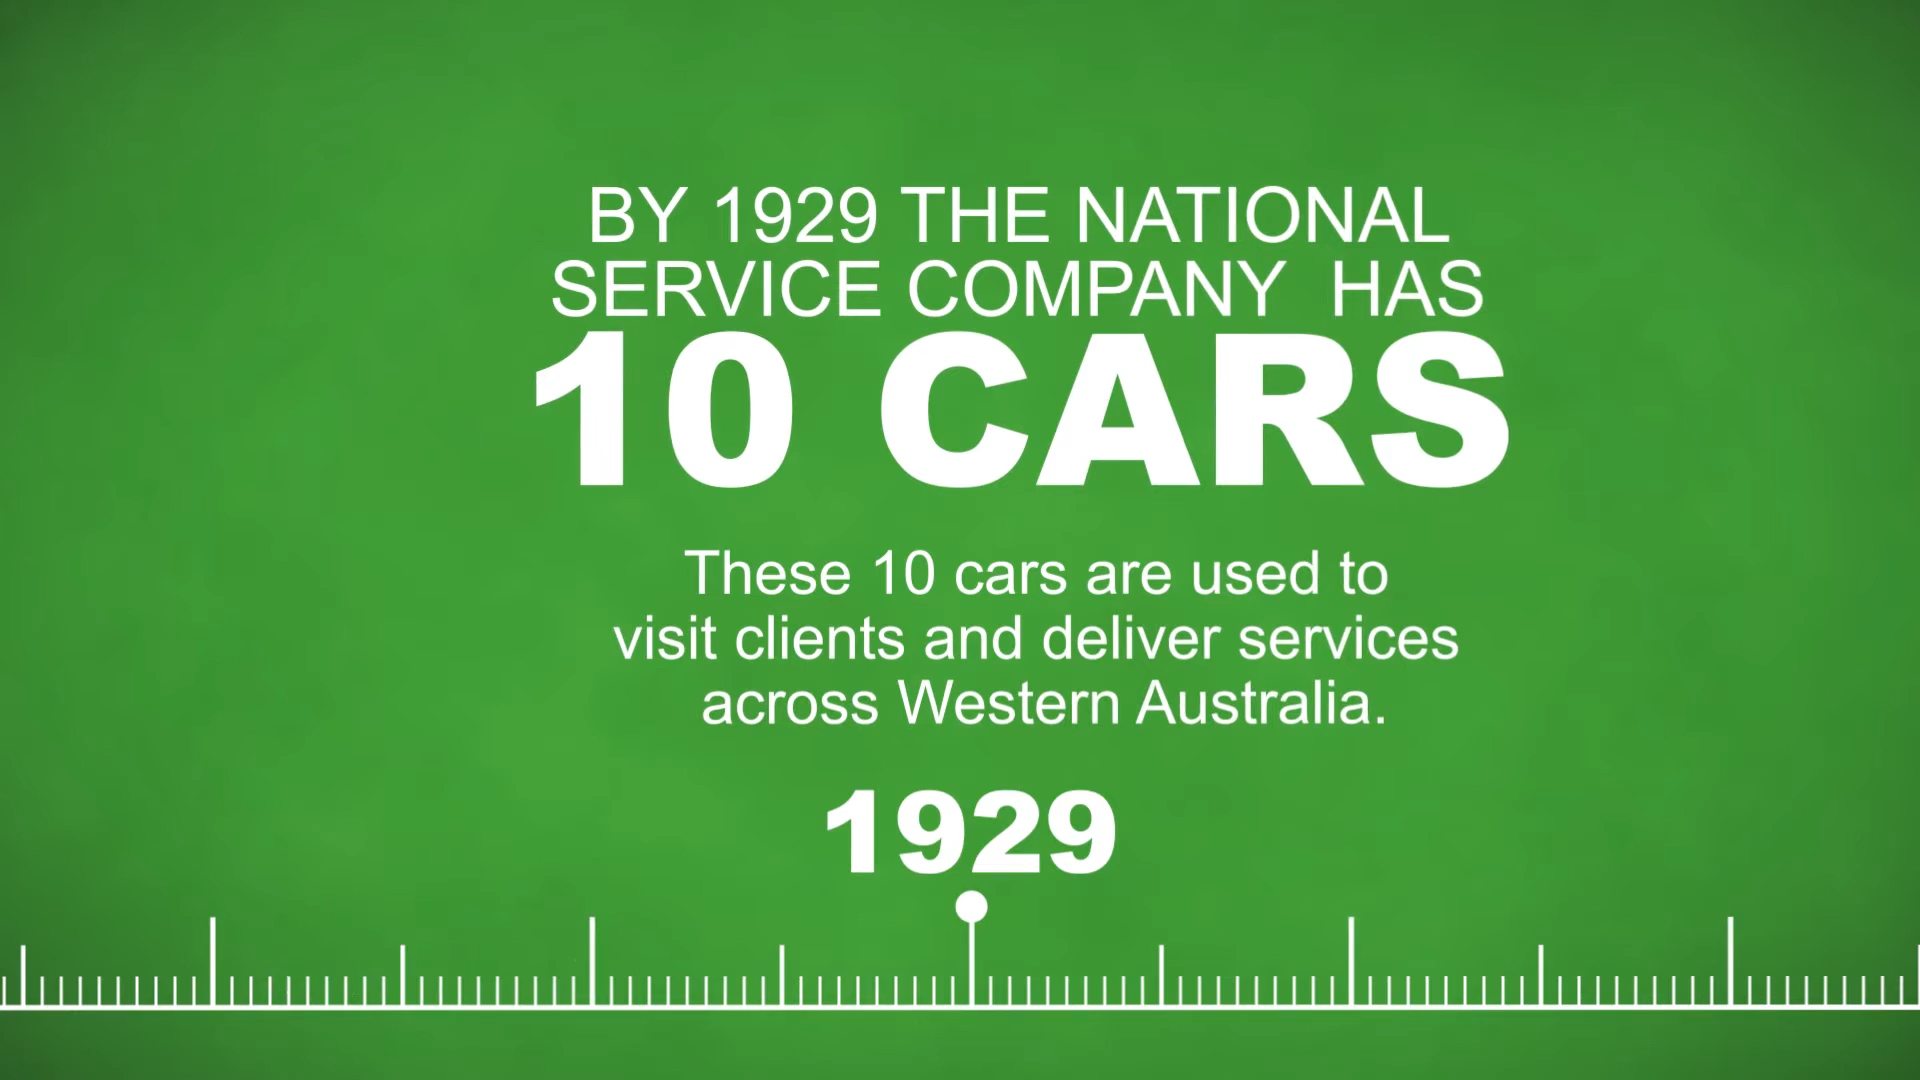 BY 1929 THE NATIONAL
SERVICE COMPANY  HAS
10 CARS
These 10 cars are used to
visit clients and deliver services
across Western Australia.
1929